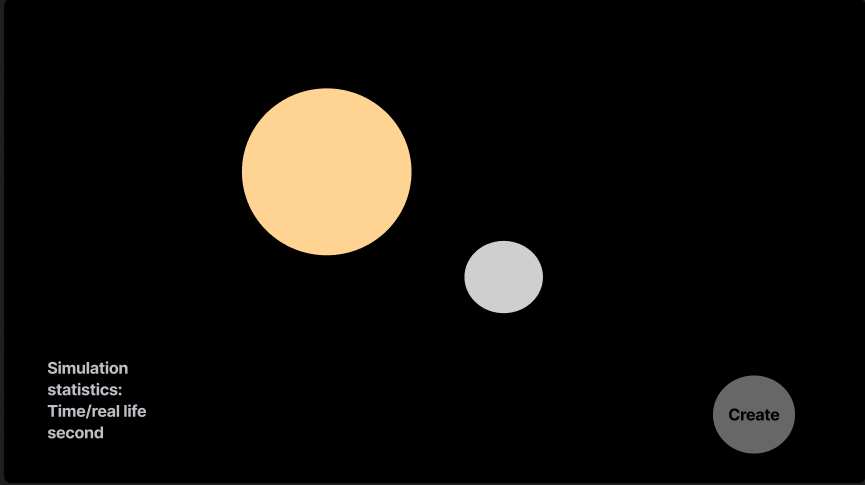 Simulation
statistics:
Time/real life
second
Create